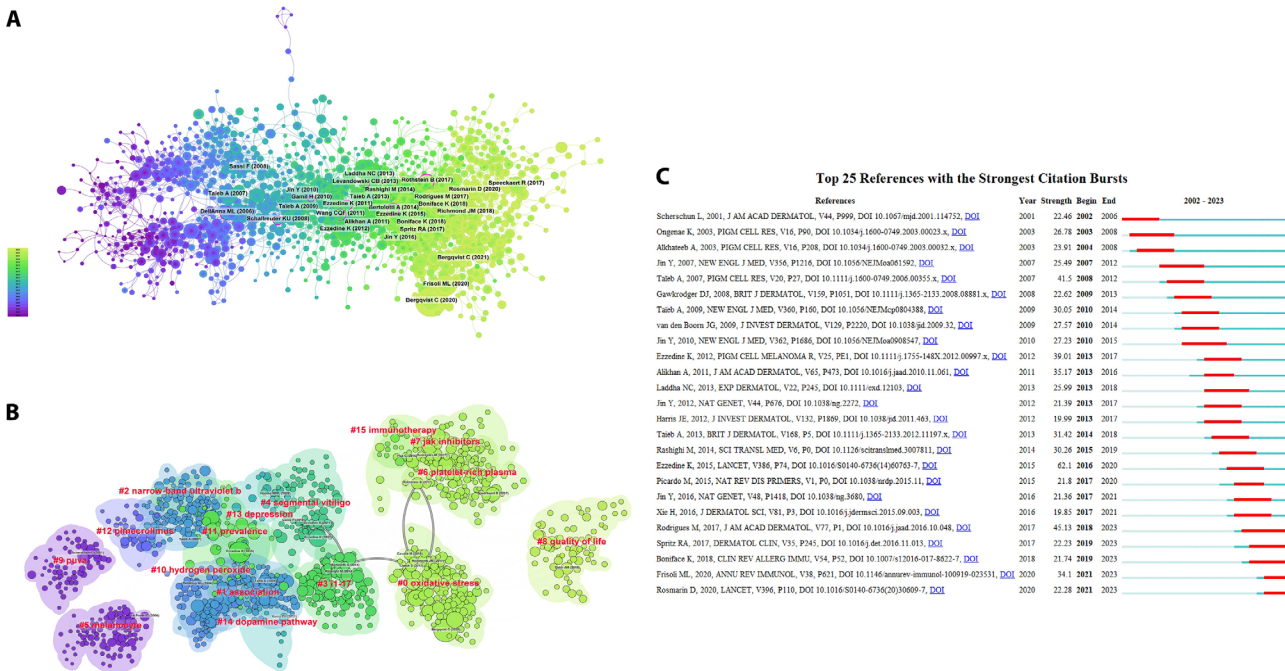 A
Sassi F (2008)
Taieb A (2007)
Jin Y (2010)
Dell'Anna ML (2006)
Gamil H (2010)
Taieb A (2009)
Schallreuter KU (2008)
Wang CQF (2011)
Laddha NC (2013)
Levandowski CB (2013)
Rothstein B (2017)
Rashighi M (2014)
Rosmarin D (2020)
Speeckaert R (2017)
Taieb A (2013)
Rodrigues M (2017)
Ezzedine K (2011)
Bertolotti A (2014)
Boniface K (2018)
Ezzedine K (2015)
Richmond JM (2018)
Alikhan A (2011)
Boniface K (2018)
Ezzedine K (2012)
Spritz RA (2017)
Jin Y (2016)
Bergqvist C (2021)
Frisoli ML (2020)
Bergqvist C (2020)
B
#15 immunotherapy
#7 jak inhibitors
#6 platelet-rich plasma
#2 narrow-band ultraviolet b
#4 segmental vitiligo
#13 depression
#12 pimecrolimus
#11 prevalence
#8 quality of life
#9 puva
#10 hydrogen peroxide
#3 i1-17
#0 oxidative stress
#1 association
#5 melanocyte
#14 dopamine pathway
C
Top 25 References with the Strongest Citation Bursts
References Year Strength Begin End 2002 - 2023
Scherschun L, 2001, J AM ACAD DERMATOL, V44, P999, DOI 10.1067/mjd.2001.114752, DOI 2001 22.46 2002 2006
Ongenae K, 2003, PIGM CELL RES, V16, P90, DOI 10.1034/j.1600-0749.2003.00023.x, DOI 2003 26.78 2003 2008
Alkhateeb A, 2003, PIGM CELL RES, V16, P208, DOI 10.1034/j.1600-0749.2003.00032.x, DOI 2003 23.91 2004 2008
Jin Y, 2007, NEW ENGL J MED, V356, P1216, DOI 10.1056/NEJMoa061592, DOI 2007 25.49 2007 2012
Taieb A, 2007, PIGM CELL RES, V20, P27, DOI 10.1111/j.1600-0749.2006.00355.x, DOI 2007 41.5 2008 2012
Gawkrodger DJ, 2008, BRIT J DERMATOL, V159, P1051, DOI 10.1111/j.1365-2133.2008.08881.x, DOI 2008 22.62 2009 2013
Taieb A, 2009, NEW ENGL J MED, V360, P160, DOI 10.1056/NEJMcp0804388, DOI 2009 30.05 2010 2014
van den Boorn JG, 2009, J INVEST DERMATOL, V129, P2220, DOI 10.1038/jid.2009.32, DOI 2009 27.57 2010 2014
Jin Y, 2010, NEW ENGL J MED, V362, P1686, DOI 10.1056/NEJMoa0908547, DOI 2010 27.23 2010 2015
Ezzedine K, 2012, PIGM CELL MELANOMA R, V25, PE1, DOI 10.1111/j.1755-148X.2012.00997.x, DOI 2012 39.01 2013 2017
Alikhan A, 2011, J AM ACAD DERMATOL, V65, P473, DOI 10.1016/j.jaad.2010.11.061, DOI 2011 35.17 2013 2016
Laddha NC, 2013, EXP DERMATOL, V22, P245, DOI 10.1111/exd.12103, DOI 2013 25.99 2013 2018
Jin Y, 2012, NAT GENET, V44, P676, DOI 10.1038/ng.2272, DOI 2012 21.39 2013 2017
Harris JE, 2012, J INVEST DERMATOL, V132, P1869, DOI 10.1038/jid.2011.463, DOI 2012 19.99 2013 2017
Taieb A, 2013, BRIT J DERMATOL, V168, P5, DOI 10.1111/j.1365-2133.2012.11197.x, DOI 2013 31.42 2014 2018
Rashighi M, 2014, SCI TRANSL MED, V6, P0, DOI 10.1126/scitranslmed.3007811, DOI 2014 30.26 2015 2019
Ezzedine K, 2015, LANCET, V386, P74, DOI 10.1016/S0140-6736(14)60763-7, DOI 2015 62.1 2016 2020
Picardo M, 2015, NAT REV DIS PRIMERS, V1, P0, DOI 10.1038/nrdp.2015.11, DOI 2015 21.8 2017 2020
Jin Y, 2016, NAT GENET, V48, P1418, DOI 10.1038/ng.3680, DOI 2016 21.36 2017 2021
Xie H, 2016, J DERMATOL SCI, V81, P3, DOI 10.1016/j.jdermsci.2015.09.003, DOI 2016 19.85 2017 2021
Rodrigues M, 2017, J AM ACAD DERMATOL, V77, P1, DOI 10.1016/j.jaad.2016.10.048, DOI 2017 45.13 2018 2023
Spritz RA, 2017, DERMATOL CLIN, V35, P245, DOI 10.1016/j.det.2016.11.013, DOI 2017 22.23 2019 2023
Boniface K, 2018, CLIN REV ALLERG IMMU, V54, P52, DOI 10.1007/s12016-017-8622-7, DOI 2018 21.74 2019 2023
Frisoli ML, 2020, ANNU REV IMMUNOL, V38, P621, DOI 10.1146/annurev-immunol-100919-023531, DOI 2020 34.1 2021 2023
Rosmarin D, 2020, LANCET, V396, P110, DOI 10.1016/S0140-6736(20)30609-7, DOI 2020 22.28 2021 2023